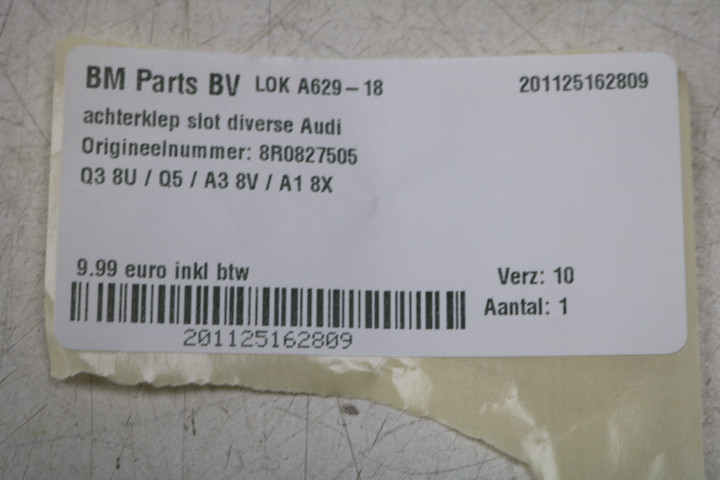 BM Parts BV LOK A629-18 201125162809
achterklep slot diverse Audi
Origineelnummer: 8R0827505
Q3 8U / Q5 / A3 8V / A1 8X
9.99 euro inkl btw Verz: 10
Aantal: 1
201125162809